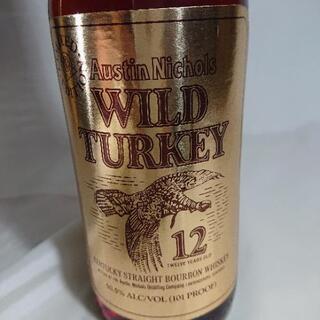 Austin Nichols
WILD
TURKEY
12
TWELVE YEARS OLD
KENTUCKY STRAIGHT BOURBON WHISKEY
50.5% ALC/VOL (101 PROOF)